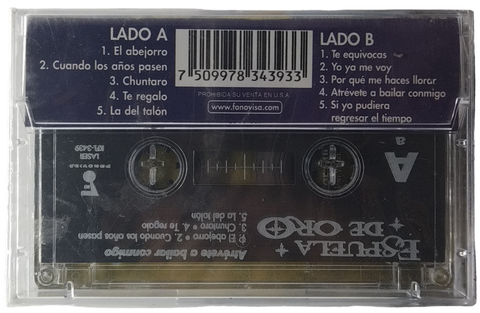 LADO A
1. El abejorro
2. Cuando los años pasen
3. Chuntaro
4. Te regalo
5. La del talón
7 509978 343933
PROHIBIDA SU VENTA EN U.S.A.
www.fonovisa.com
LADO B
1. Te equivocas
2. Yo ya me voy
3. Por qué me haces llorar
4. Atrévete a bailar conmigo
5. Si yo pudiera
regresar el tiempo
A
a
ESPUELA
DE ORO
Atrévete a bailar conmigo
1. El abejorro • 2. Cuando los años pasen
3. Chuntaro • 4. Te regalo
5. La del talón
LASER